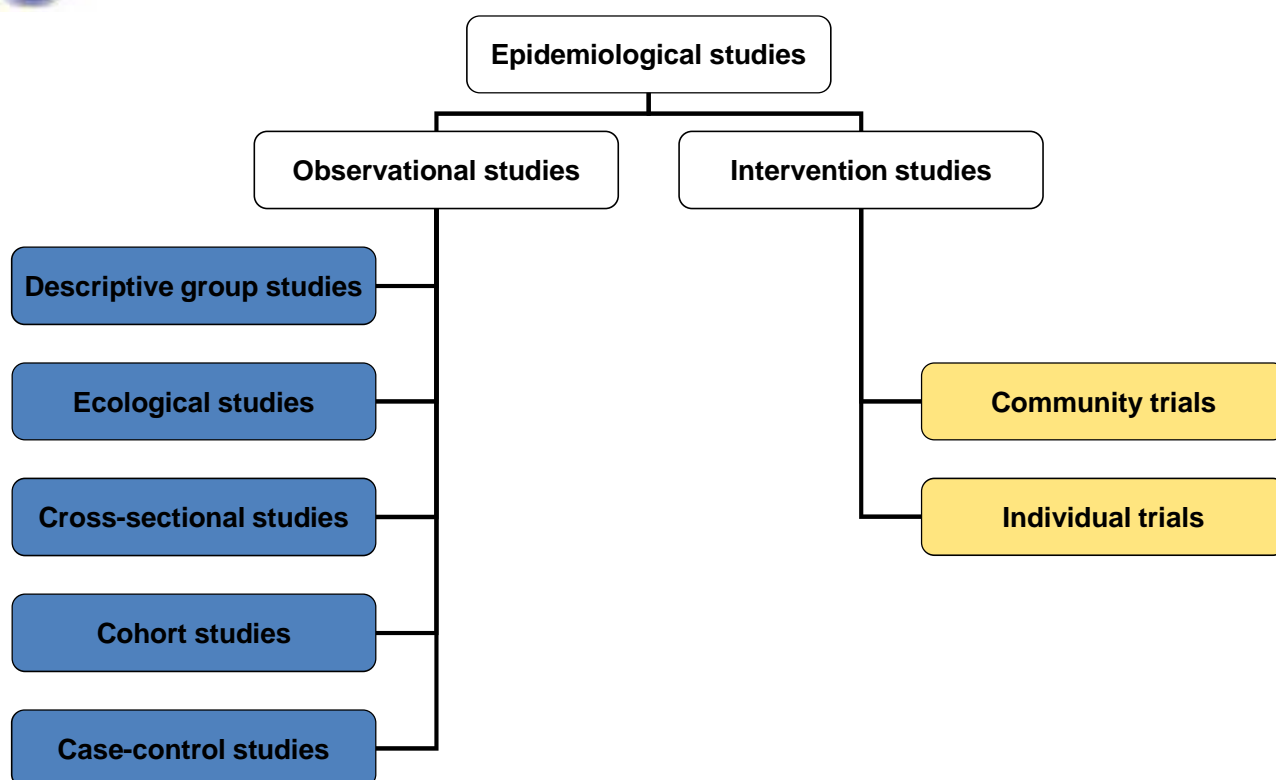 Epidemiological studies
Observational studies
Intervention studies
Descriptive group studies
Ecological studies
Community trials
Cross-sectional studies
Individual trials
Cohort studies
Case-control studies